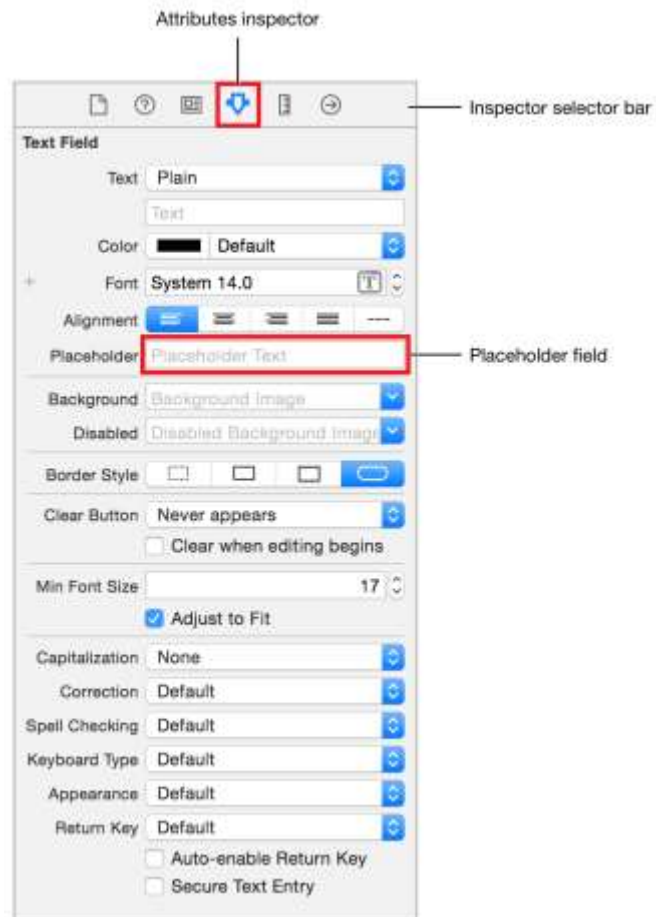 Attributes inspector
Inspector selector bar
Text Field
Text Plain
Text
Color Default
Font System 14.0 T
Alignment
Placeholder Placeholder Text
Placeholder field
Background Background Image
Disabled Disabled Background Image
Border Style
Clear Button Never appears
Clear when editing begins
Min Font Size 17
Adjust to Fit
Capitalization None
Correction Default
Spell Checking Default
Keyboard Type Default
Appearance Default
Return Key Default
Auto-enable Return Key
Secure Text Entry